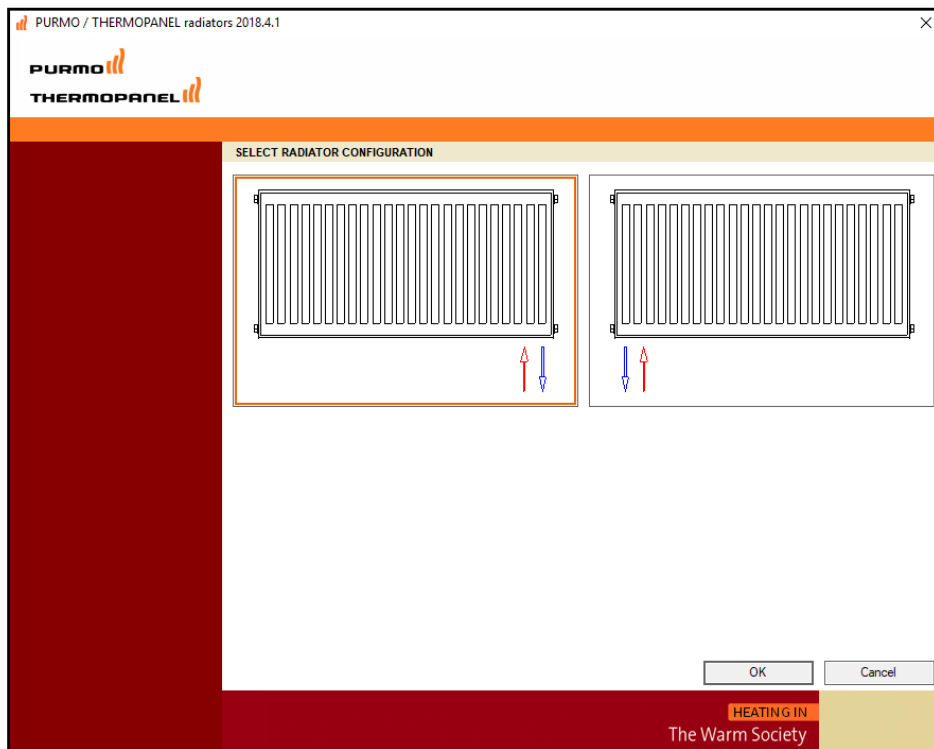 PURMO / THERMOPANEL radiators 2018.4.1
PURMO
THERMOPANEL
SELECT RADIATOR CONFIGURATION
OK
Cancel
HEATING IN
The Warm Society